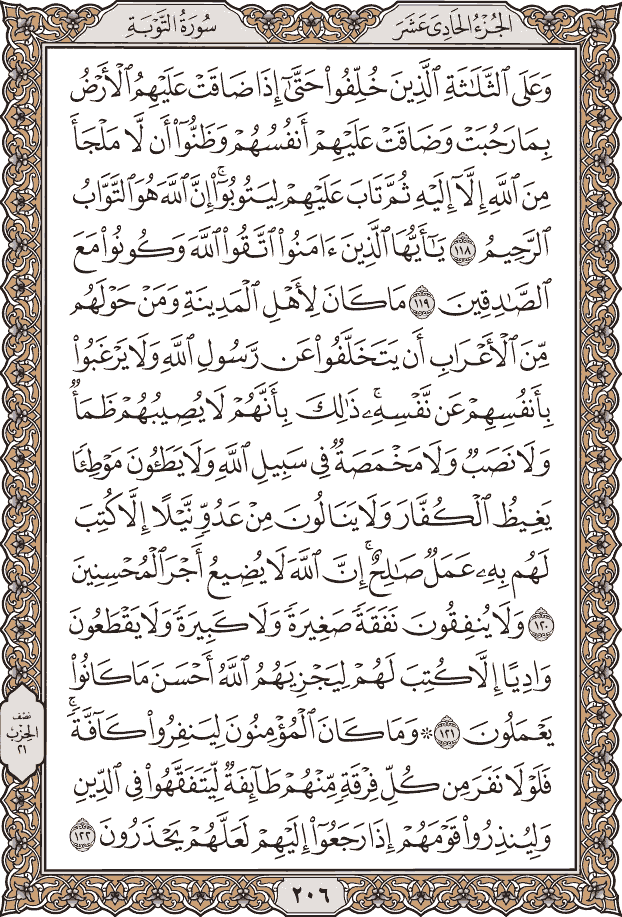 الجُزْءُ الحَادِى عَشَرَ
سُورَةُ التَّوْبَةِ
وَعَلَى ٱلثَّلَٰثَةِ ٱلَّذِينَ خُلِّفُوا۟ حَتَّىٰٓ إِذَا ضَاقَتْ عَلَيْهِمُ ٱلْأَرْضُ
بِمَا رَحُبَتْ وَضَاقَتْ عَلَيْهِمْ أَنفُسُهُمْ وَظَنُّوٓا۟ أَن لَّا مَلْجَأَ
مِنَ ٱللَّهِ إِلَّآ إِلَيْهِ ثُمَّ تَابَ عَلَيْهِمْ لِيَتُوبُوٓا۟ ۚ إِنَّ ٱللَّهَ هُوَ ٱلتَّوَّابُ
ٱلرَّحِيمُ ١١٨ يَٰٓأَيُّهَا ٱلَّذِينَ ءَامَنُوا۟ ٱتَّقُوا۟ ٱللَّهَ وَكُونُوا۟ مَعَ
ٱلصَّٰدِقِينَ ١١٩ مَا كَانَ لِأَهْلِ ٱلْمَدِينَةِ وَمَنْ حَوْلَهُم
مِّنَ ٱلْأَعْرَابِ أَن يَتَخَلَّفُوا۟ عَن رَّسُولِ ٱللَّهِ وَلَا يَرْغَبُوا۟
بِأَنفُسِهِمْ عَن نَّفْسِهِۦ ۚ ذَٰلِكَ بِأَنَّهُمْ لَا يُصِيبُهُمْ ظَمَأٌ
وَلَا نَصَبٌ وَلَا مَخْمَصَةٌ فِى سَبِيلِ ٱللَّهِ وَلَا يَطَـُٔونَ مَوْطِئًا
يَغِيظُ ٱلْكُفَّارَ وَلَا يَنَالُونَ مِنْ عَدُوٍّ نَّيْلًا إِلَّا كُتِبَ
لَهُم بِهِۦ عَمَلٌ صَٰلِحٌ ۚ إِنَّ ٱللَّهَ لَا يُضِيعُ أَجْرَ ٱلْمُحْسِنِينَ
١٢٠ وَلَا يُنفِقُونَ نَفَقَةً صَغِيرَةً وَلَا كَبِيرَةً وَلَا يَقْطَعُونَ
وَادِيًا إِلَّا كُتِبَ لَهُمْ لِيَجْزِيَهُمُ ٱللَّهُ أَحْسَنَ مَا كَانُوا۟
يَعْمَلُونَ ١٢١ ۞ وَمَا كَانَ ٱلْمُؤْمِنُونَ لِيَنفِرُوا۟ كَآفَّةً ۚ
فَلَوْلَا نَفَرَ مِن كُلِّ فِرْقَةٍ مِّنْهُمْ طَآئِفَةٌ لِّيَتَفَقَّهُوا۟ فِى ٱلدِّينِ
وَلِيُنذِرُوا۟ قَوْمَهُمْ إِذَا رَجَعُوٓا۟ إِلَيْهِمْ لَعَلَّهُمْ يَحْذَرُونَ ١٢٢
نصف
الحزب
٢١
٢٠٦